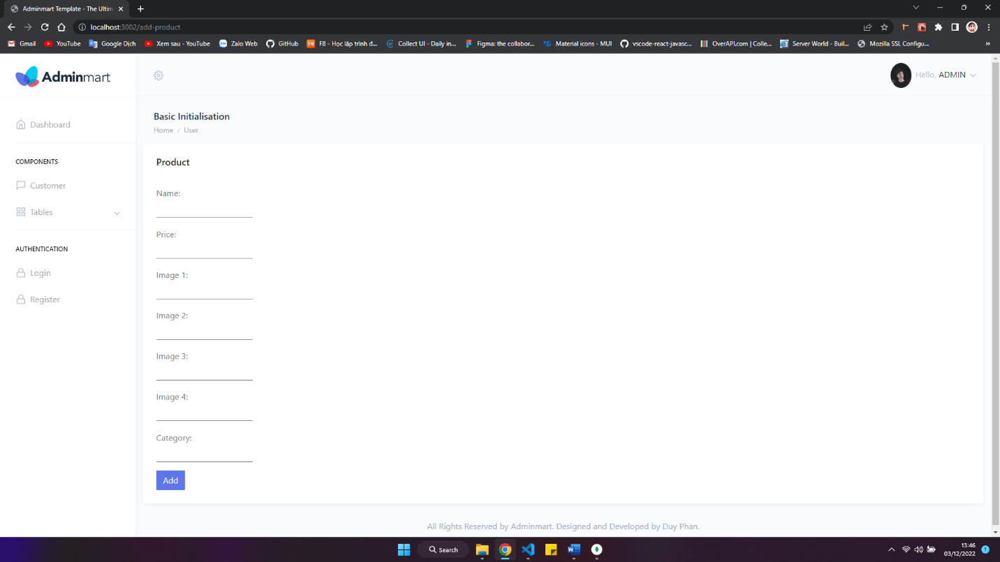 Adminmart Template - The Ultim
localhost:3002/add-product
Gmail YouTube Google Dịch Xem sau - YouTube Zalo Web GitHub F8 F8 - Học lập trình đ... Collect UI - Daily in... Figma: the collabor... Material icons - MUI vscode-react-javasc... OverAPI.com | Colle... Server World - Buil... Mozilla SSL Configu... »
Adminmart
Hello, ADMIN
Dashboard
COMPONENTS
Customer
Tables
AUTHENTICATION
Login
Register
Basic Initialisation
Home / User
Product
Name:
Price:
Image 1:
Image 2:
Image 3:
Image 4:
Category:
Add
All Rights Reserved by Adminmart. Designed and Developed by Duy Phan.
Search
13:46
03/12/2022
1